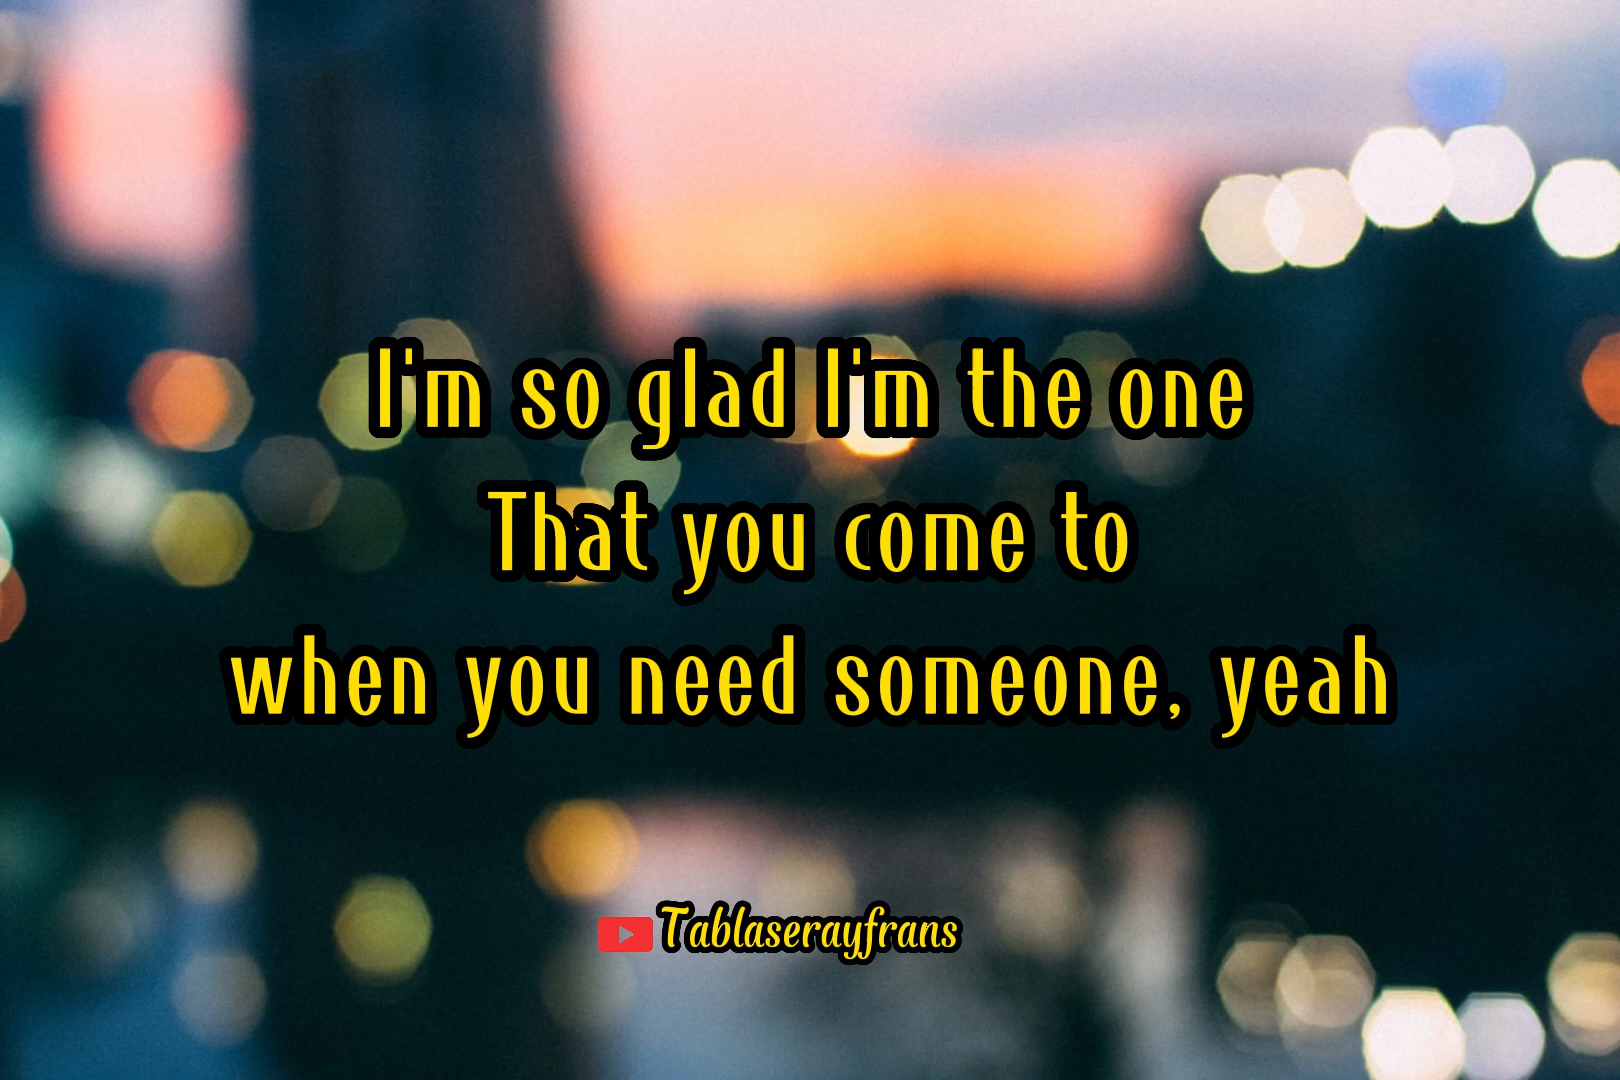 I'm so glad I'm the one
That you come to
when you need someone, yeah
Tablaserayfrans